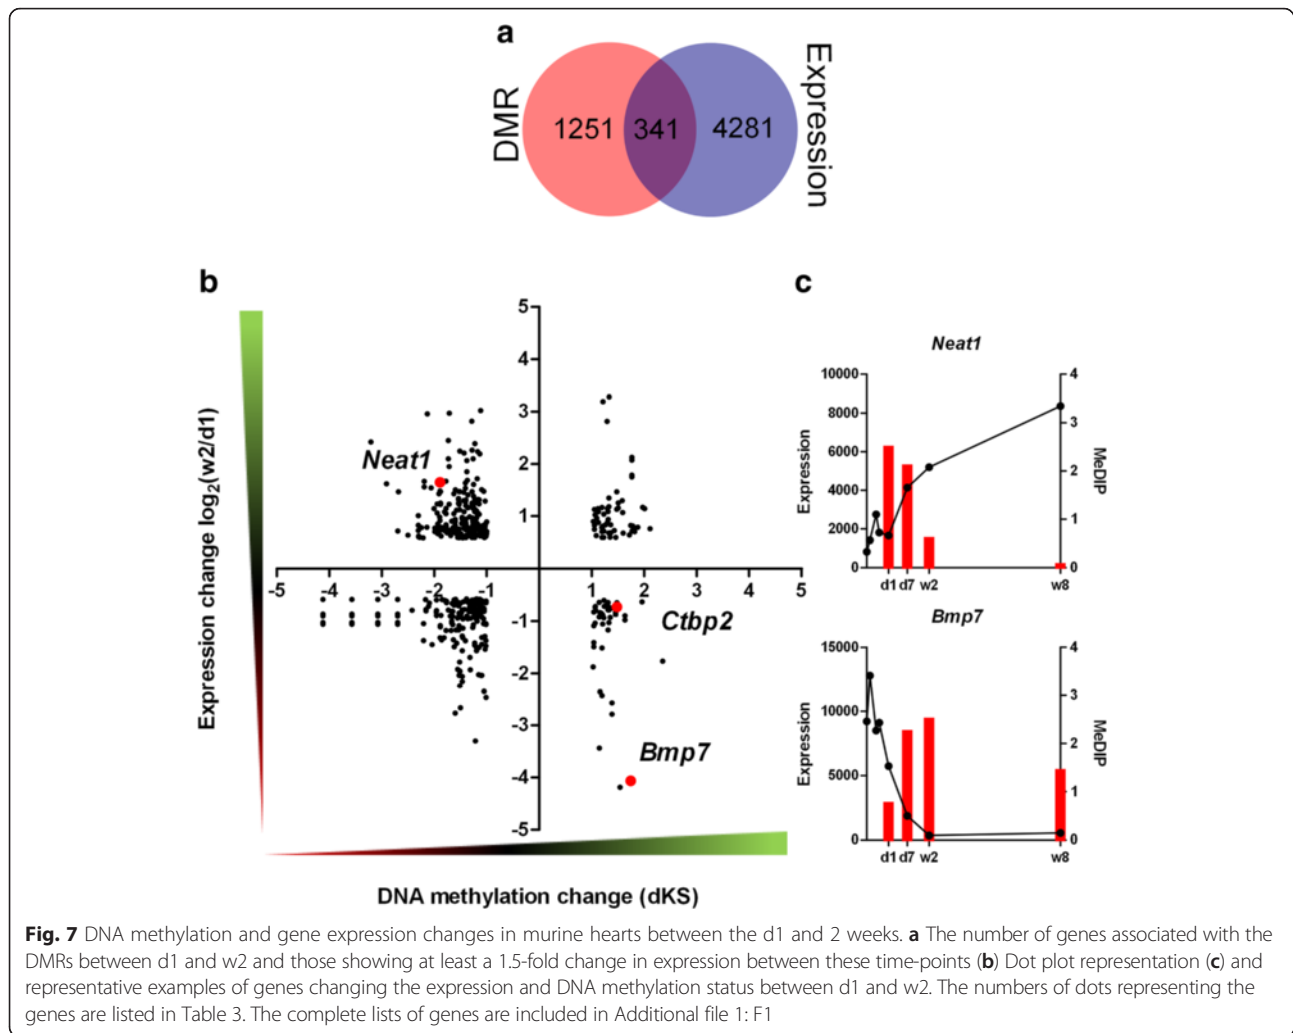 a
DMR
1251
341
4281
Expression
b
Expression change log2(w2/d1)
5
4
3
2
1
-5
-4
-3
-2
-1
1
2
3
4
5
-1
-2
-3
-4
-5
Neat1
Ctbp2
Bmp7
DNA methylation change (dKS)
c
Neat1
Expression
10000
8000
6000
4000
2000
0
4
3
2
1
0
MeDIP
d1 d7 w2 w8
Bmp7
Expression
15000
10000
5000
0
4
3
2
1
0
MeDIP
d1 d7 w2 w8
Fig. 7 DNA methylation and gene expression changes in murine hearts between the d1 and 2 weeks. a The number of genes associated with the
DMRs between d1 and w2 and those showing at least a 1.5-fold change in expression between these time-points (b) Dot plot representation (c) and
representative examples of genes changing the expression and DNA methylation status between d1 and w2. The numbers of dots representing the
genes are listed in Table 3. The complete lists of genes are included in Additional file 1: F1